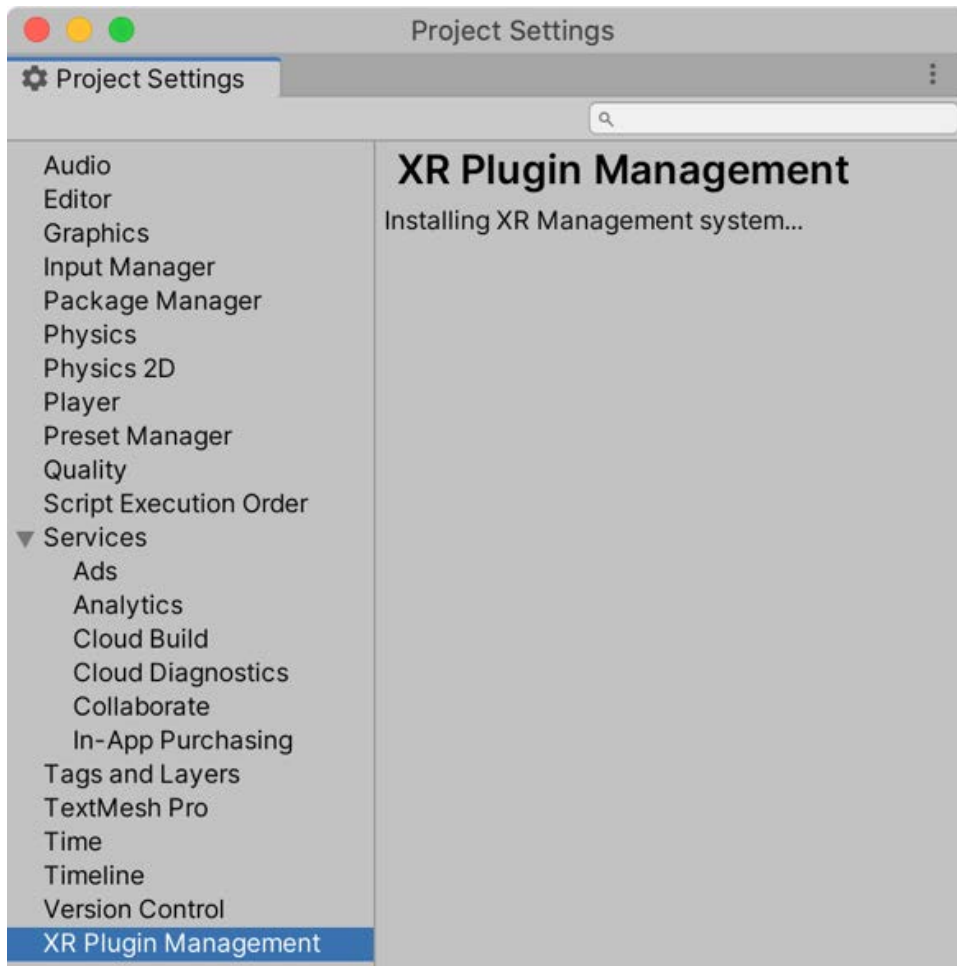 Project Settings
Project Settings
XR Plugin Management
Installing XR Management system...
Audio
Editor
Graphics
Input Manager
Package Manager
Physics
Physics 2D
Player
Preset Manager
Quality
Script Execution Order
Services
Ads
Analytics
Cloud Build
Cloud Diagnostics
Collaborate
In-App Purchasing
Tags and Layers
TextMesh Pro
Time
Timeline
Version Control
XR Plugin Management